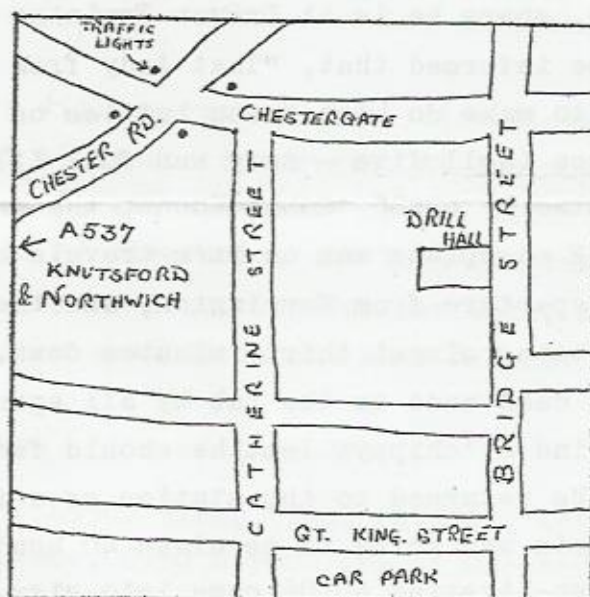 TRAFFIC
LIGHTS
CHESTERGATE
CHESTER RD.
A537
KNUTSFORD
& NORTHWICH
DRILL
HALL
CATHERINE STREET
BRIDGE STREET
GT. KING. STREET
CAR PARK